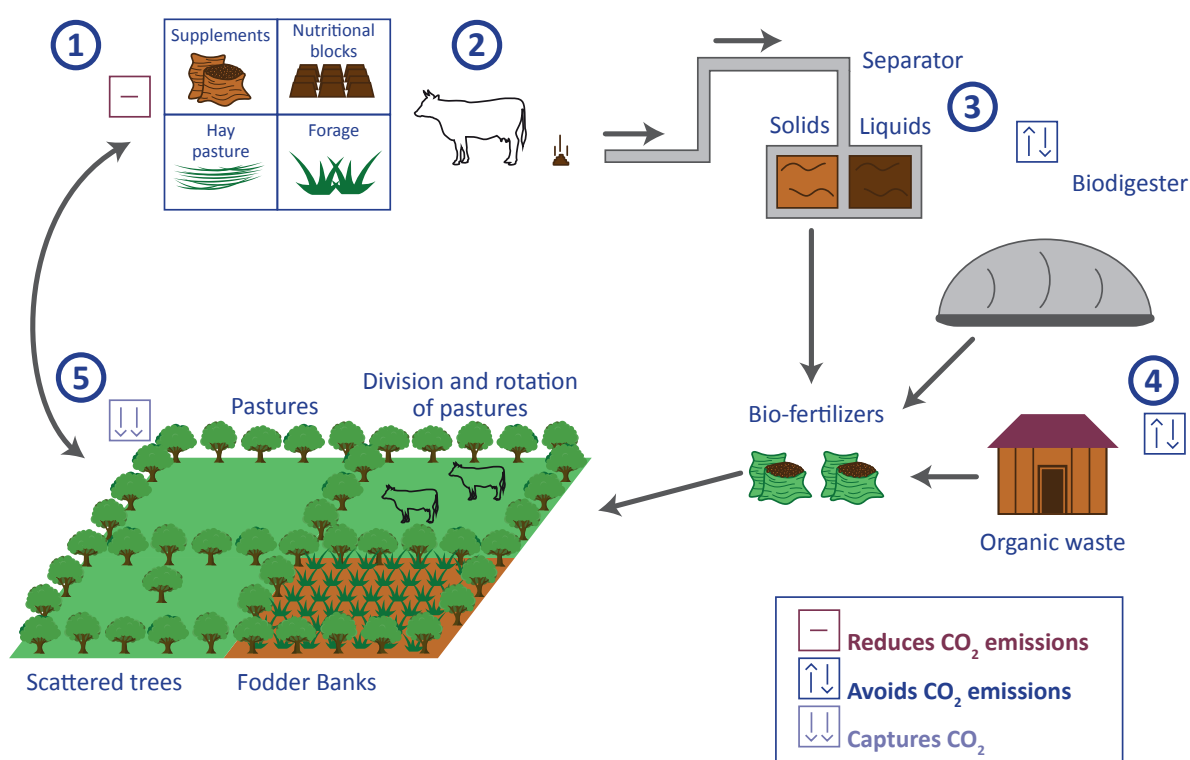 1
Supplements
Nutritional
blocks
Hay
pasture
Forage
2
Separator
3
Solids
Liquids
Biodigester
5
Pastures
Division and rotation
of pastures
4
Bio-fertilizers
Organic waste
Scattered trees
Fodder Banks
Reduces CO₂ emissions
Avoids CO₂ emissions
Captures CO₂